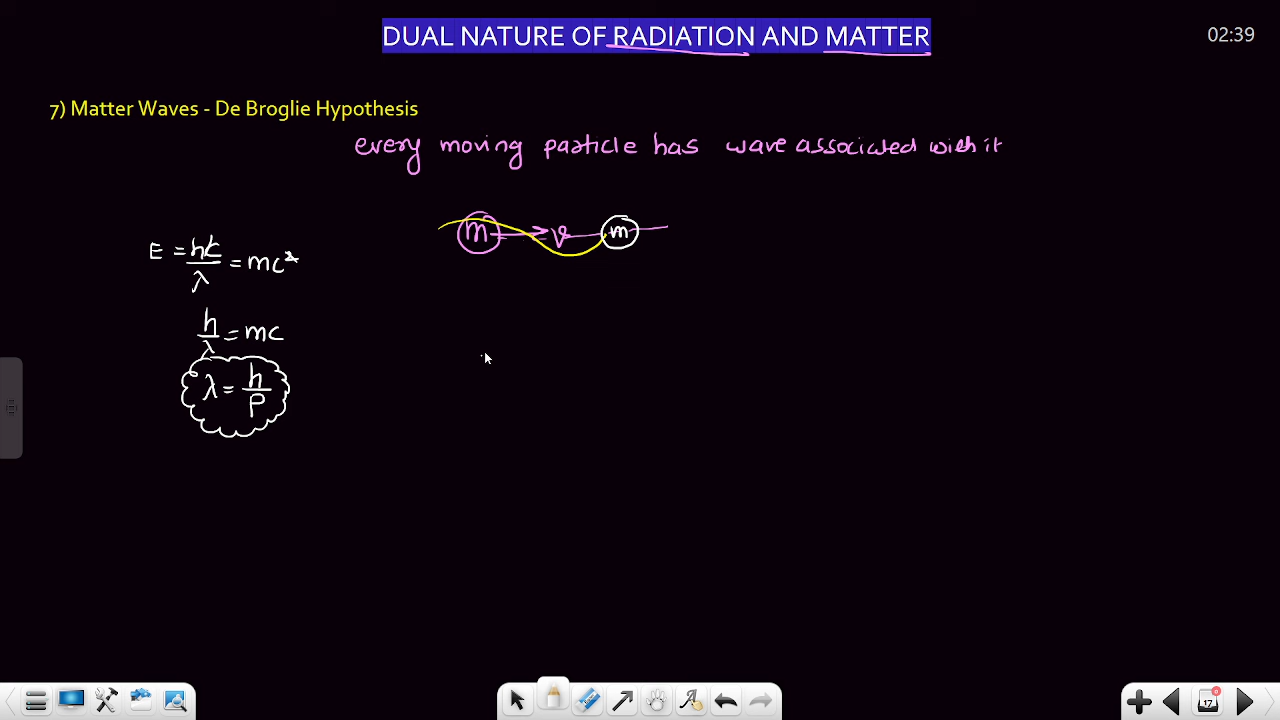 DUAL NATURE OF RADIATION AND MATTER
02:39
7) Matter Waves - De Broglie Hypothesis
every moving particle has wave associated with it
m v m
E = hc/λ = mc²
h/λ = mc
λ = h/P
17